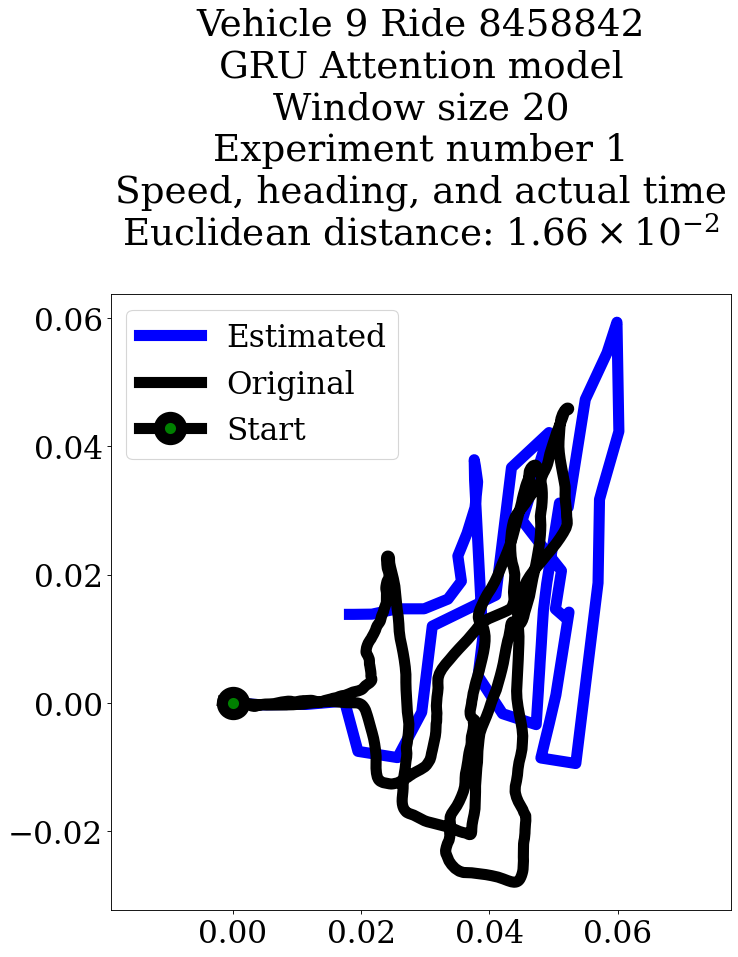 Vehicle 9 Ride 8458842
GRU Attention model
Window size 20
Experiment number 1
Speed, heading, and actual time
Euclidean distance: 1.66 × 10⁻²
Estimated
Original
Start
0.06
0.04
0.02
0.00
−0.02
0.00 0.02 0.04 0.06